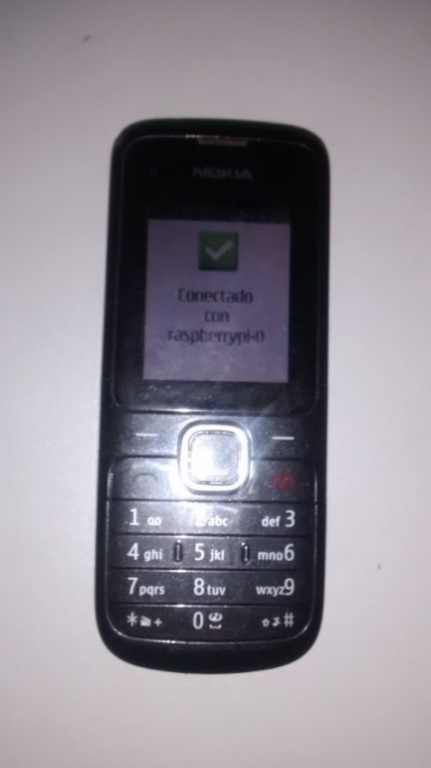 NOKIA
Conectado
con
raspberrypi-0
1 oo 2 abc def 3
4 ghi 5 jkl mno 6
7 pqrs 8 tuv wxyz 9
* + 0 #